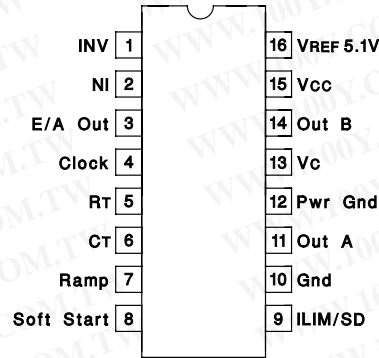 INV 1 16 VREF 5.1V
NI 2 15 VCC
E/A Out 3 14 Out B
Clock 4 13 VC
RT 5 12 Pwr Gnd
CT 6 11 Out A
Ramp 7 10 Gnd
Soft Start 8 9 ILIM/SD